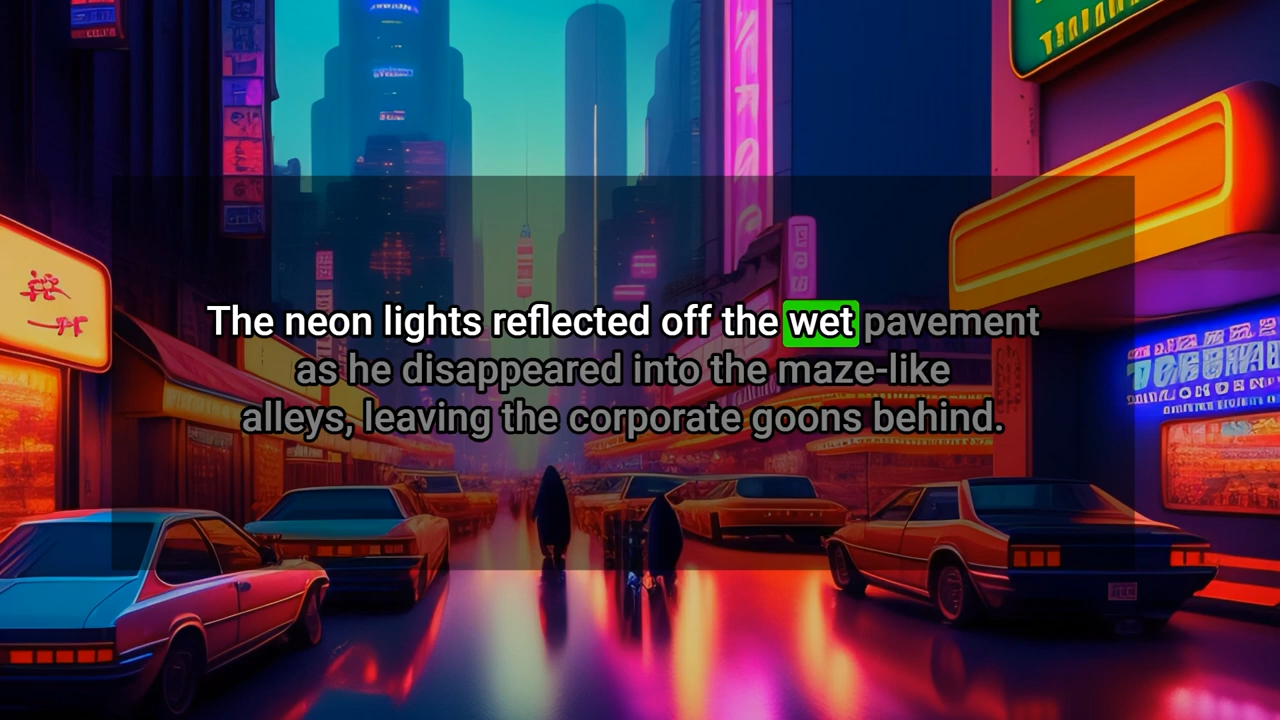 The neon lights reflected off the wet pavement
as he disappeared into the maze-like
alleys, leaving the corporate goons behind.